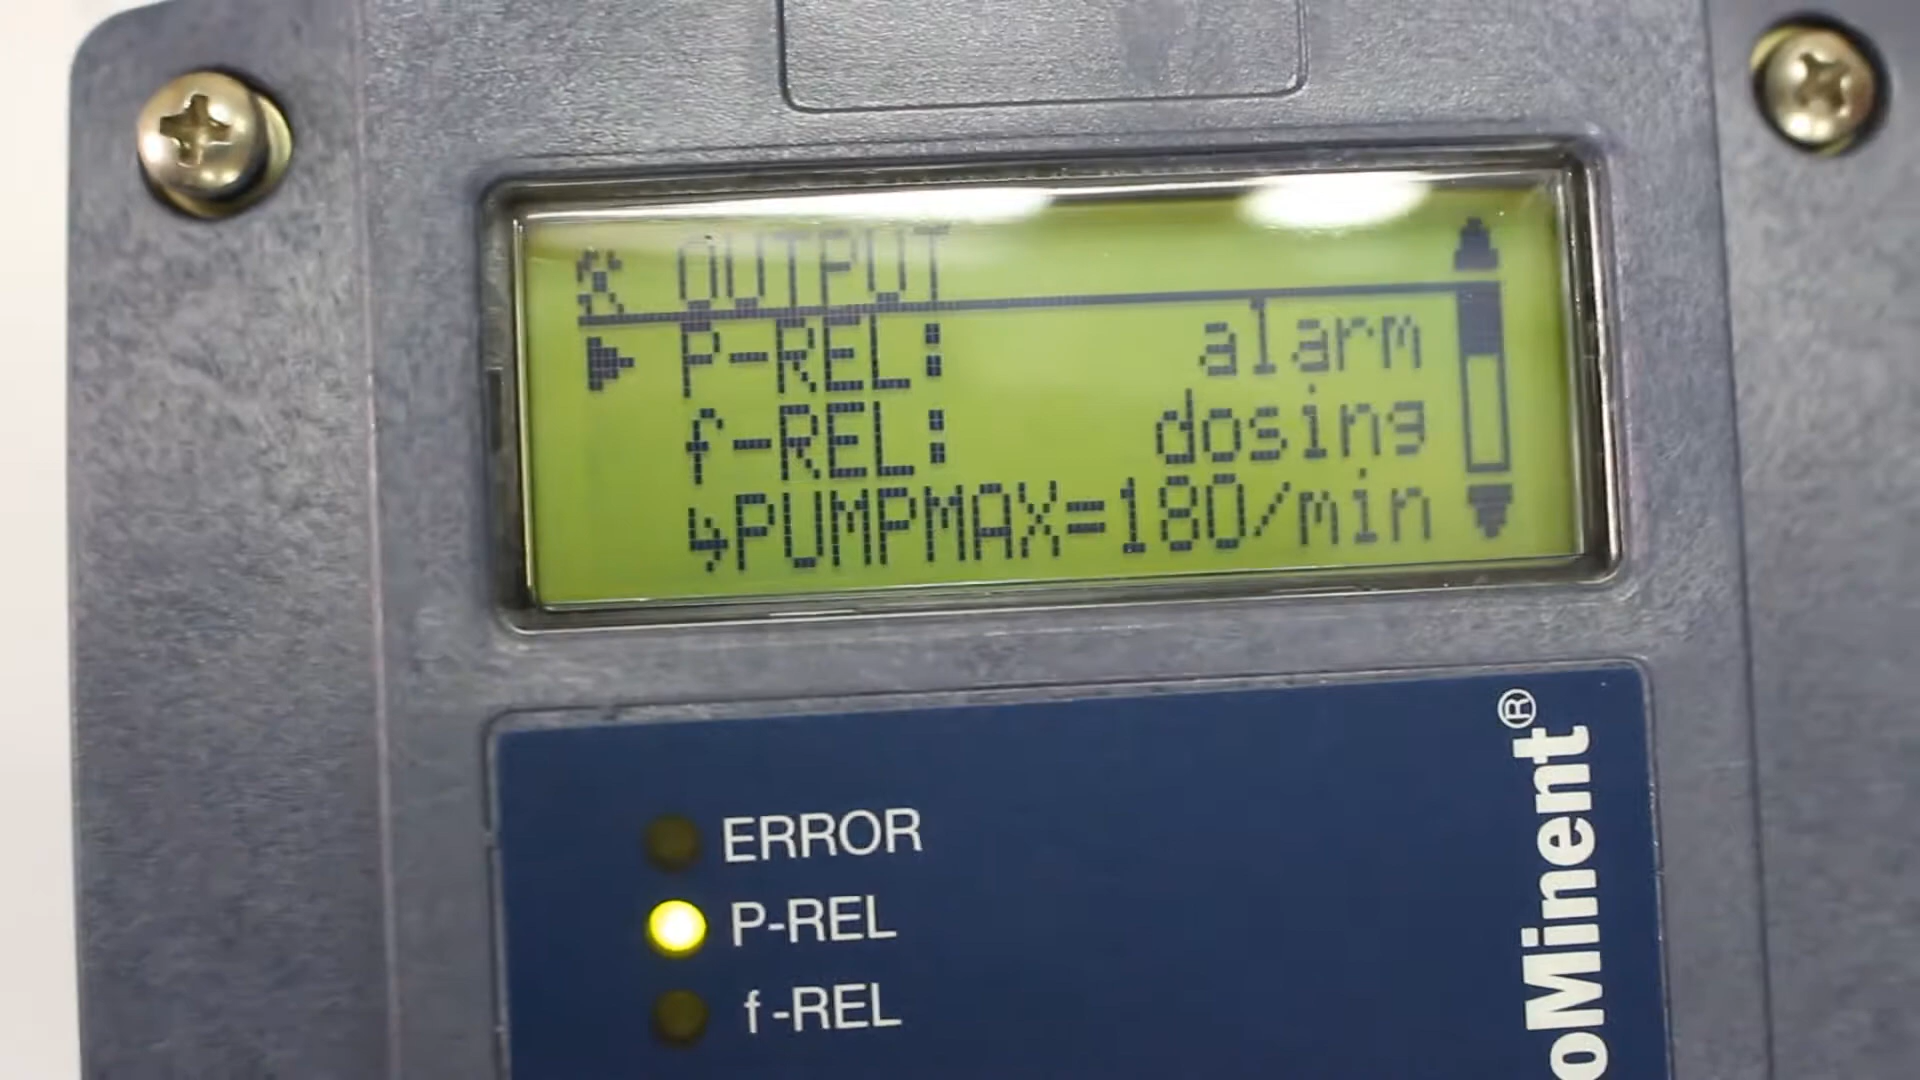 OUTPUT
P-REL: alarm
f-REL: dosing
↳PUMPMAX=180/min
ERROR
P-REL
f-REL
oMinent®